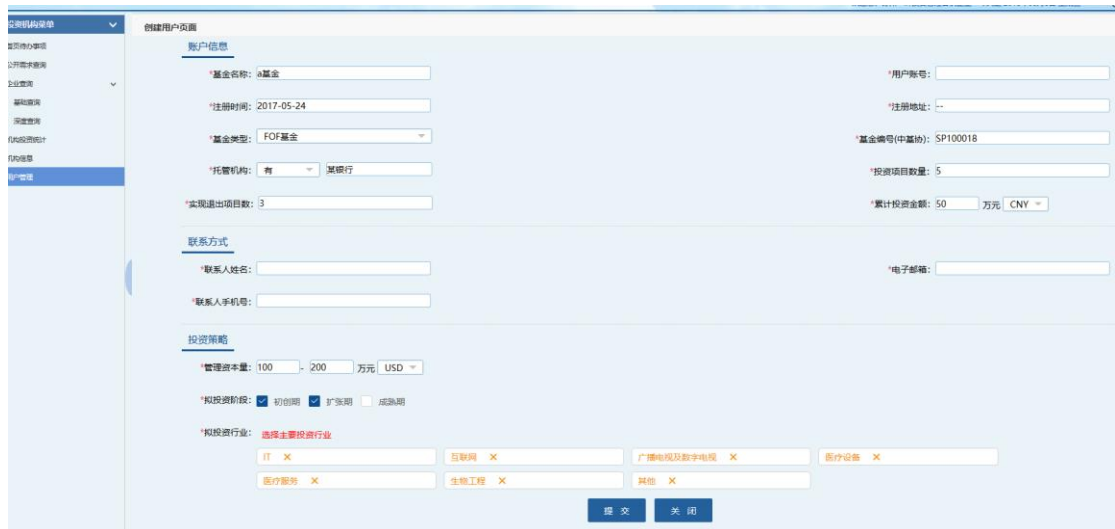 投资机构菜单
首页待办事项
公开需求查询
企业查询
基础查询
深度查询
机构投资统计
机构信息
用户管理
创建用户页面
账户信息
*基金名称: a基金 *用户账号:
*注册时间: 2017-05-24 *注册地址: --
*基金类型: FOF基金 *基金编号(中基协): SP100018
*托管机构: 有 某银行 *投资项目数量: 5
*实现退出项目数: 3 *累计投资金额: 50 万元 CNY
联系方式
*联系人姓名: *电子邮箱:
*联系人手机号:
投资策略
*管理资本量: 100 - 200 万元 USD
*拟投资阶段: 初创期 扩张期 成熟期
*拟投资行业: 选择主要投资行业
IT × 互联网 × 广播电视及数字电视 × 医疗设备 ×
医疗服务 × 生物工程 × 其他 ×
提 交 关 闭